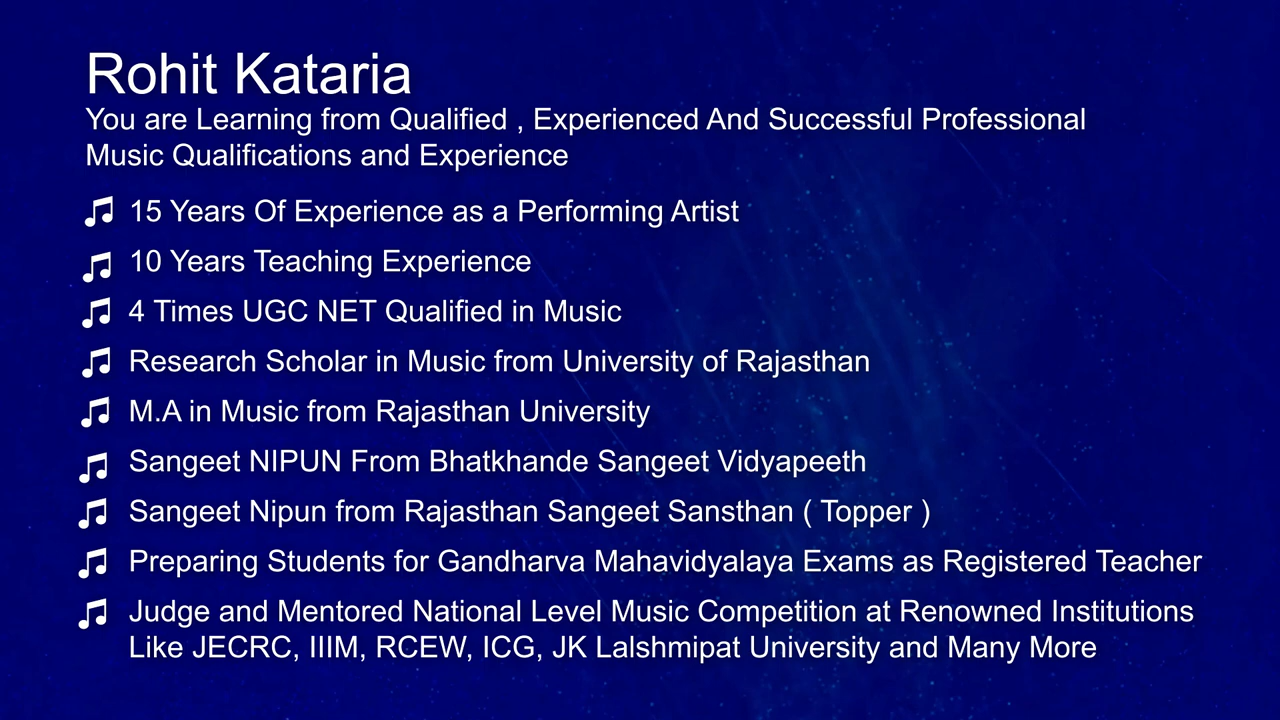 Rohit Kataria
You are Learning from Qualified , Experienced And Successful Professional
Music Qualifications and Experience
15 Years Of Experience as a Performing Artist
10 Years Teaching Experience
4 Times UGC NET Qualified in Music
Research Scholar in Music from University of Rajasthan
M.A in Music from Rajasthan University
Sangeet NIPUN From Bhatkhande Sangeet Vidyapeeth
Sangeet Nipun from Rajasthan Sangeet Sansthan ( Topper )
Preparing Students for Gandharva Mahavidyalaya Exams as Registered Teacher
Judge and Mentored National Level Music Competition at Renowned Institutions
Like JECRC, IIIM, RCEW, ICG, JK Lalshmipat University and Many More